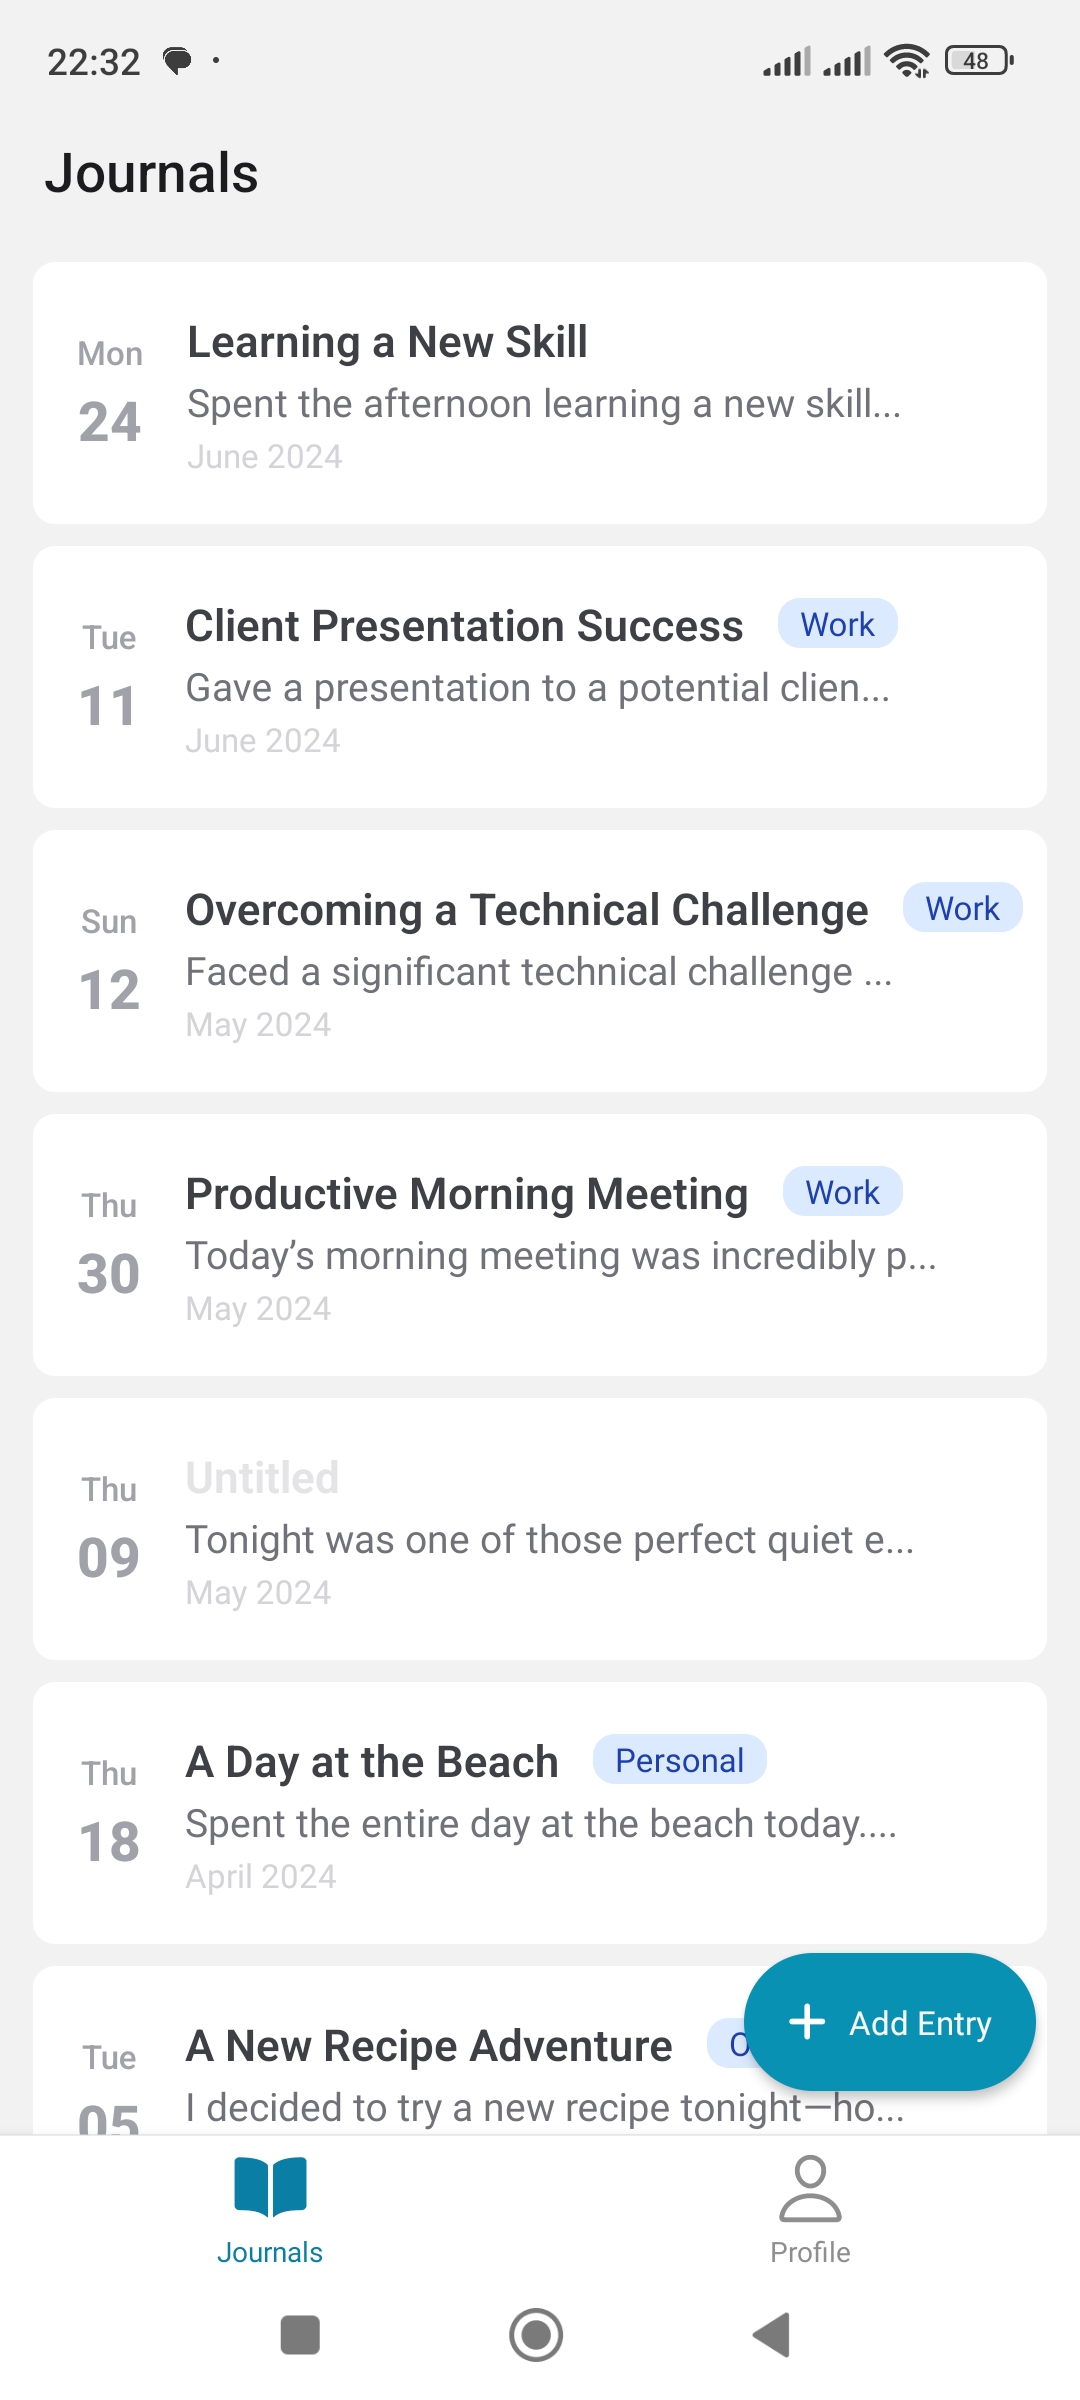 22:32
48
Journals
Mon
24
Learning a New Skill
Spent the afternoon learning a new skill...
June 2024
Tue
11
Client Presentation Success Work
Gave a presentation to a potential clien...
June 2024
Sun
12
Overcoming a Technical Challenge Work
Faced a significant technical challenge ...
May 2024
Thu
30
Productive Morning Meeting Work
Today’s morning meeting was incredibly p...
May 2024
Thu
09
Untitled
Tonight was one of those perfect quiet e...
May 2024
Thu
18
A Day at the Beach Personal
Spent the entire day at the beach today....
April 2024
Tue
05
A New Recipe Adventure
I decided to try a new recipe tonight—ho...
Add Entry
Journals
Profile